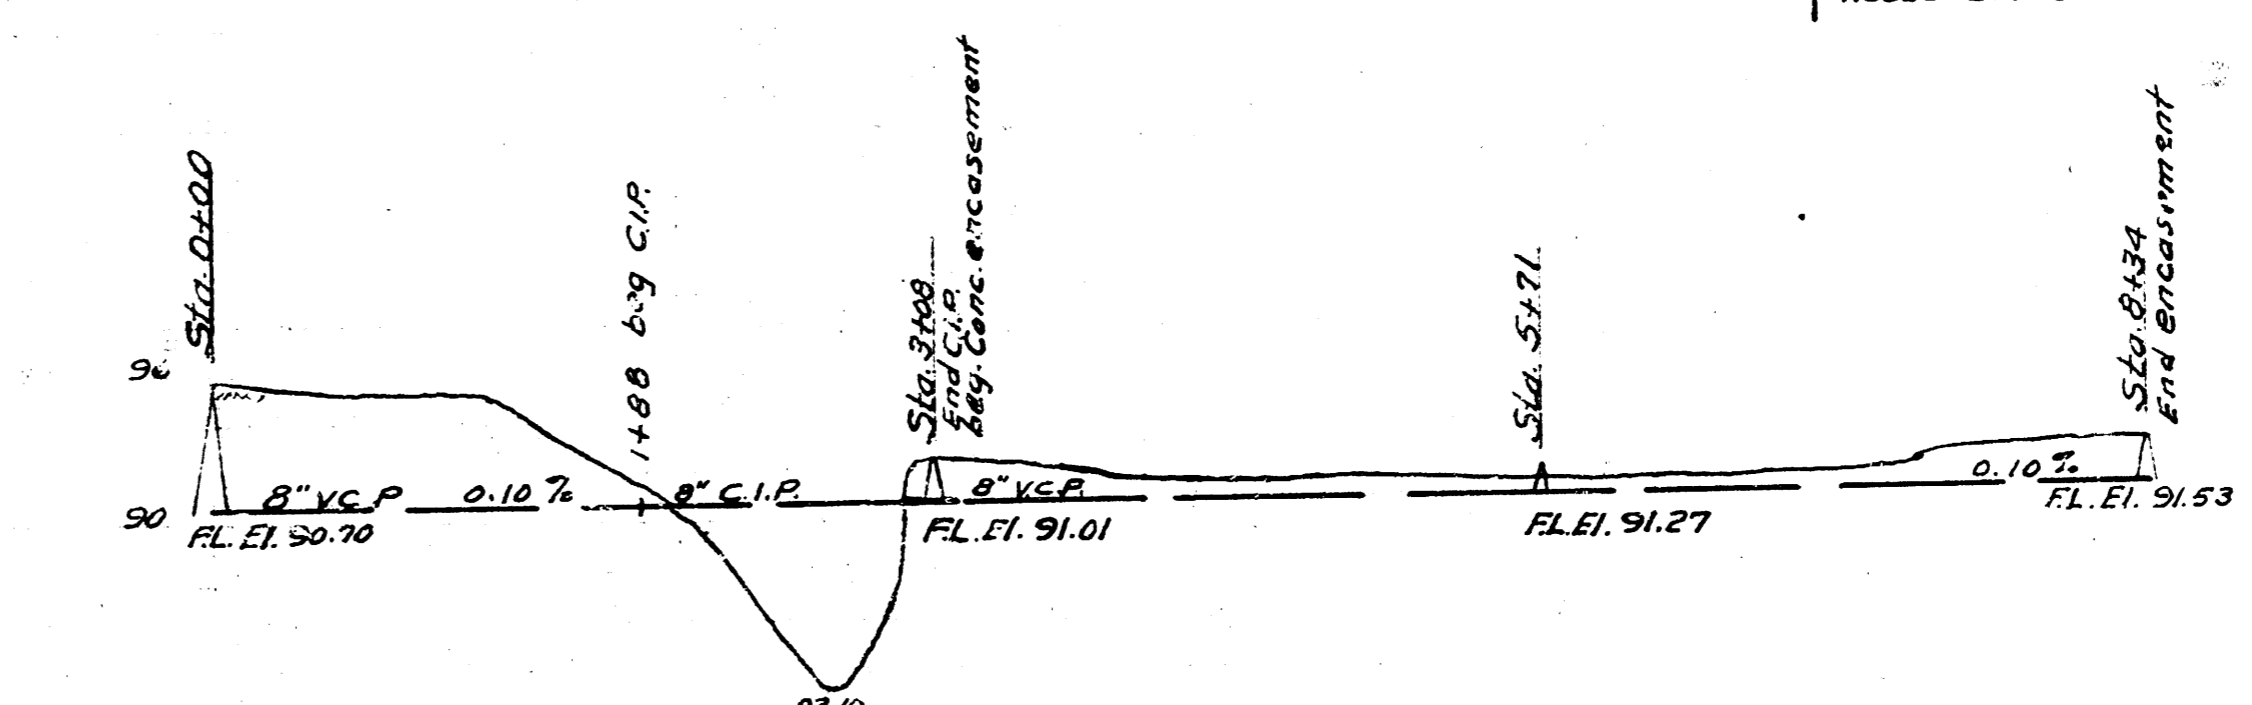 Sta. 0+00
1+88 beg C.I.P.
Sta. 3+08
End C.I.P.
beg. Conc. encasement
Sta. 5+71
Sta. 8+34
End encasement
90
8" V.C.P 0.10 % 8" C.I.P. 8" V.C.P. 0.10 %
F.L. El. 90.70
F.L. El. 91.01
F.L. El. 91.27
F.L. El. 91.53